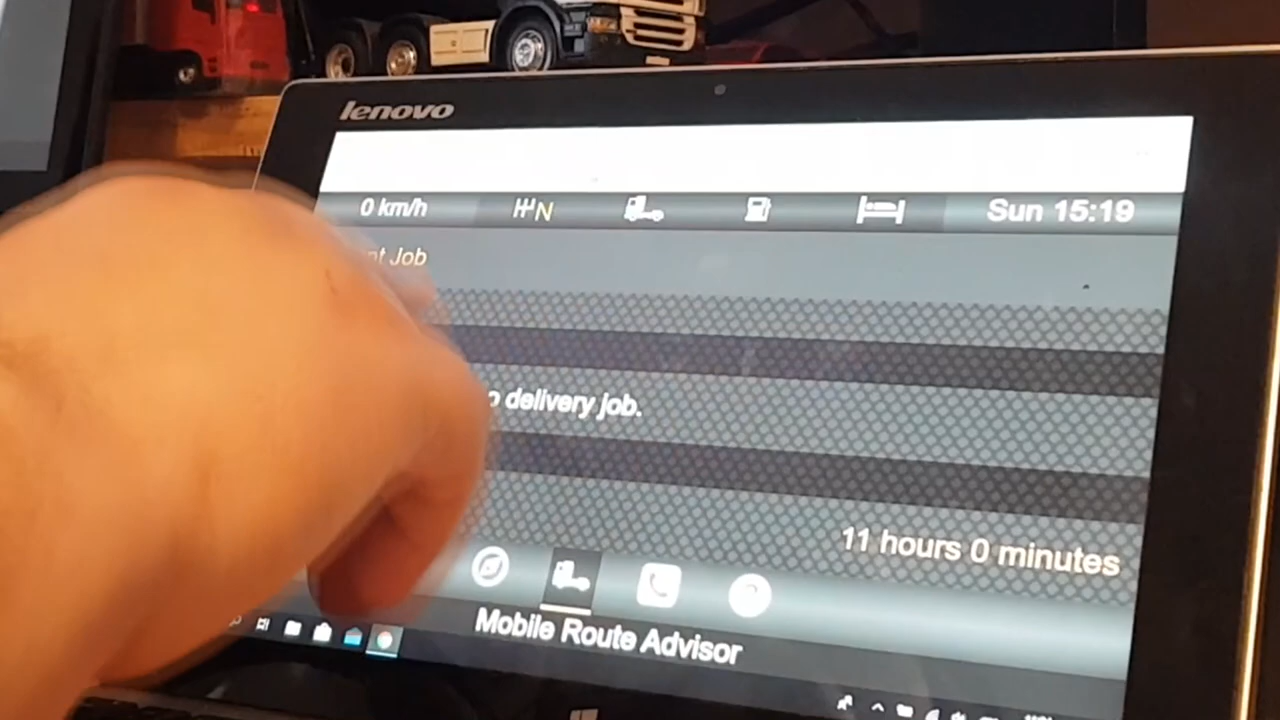 lenovo
0 km/h N Sun 15:19
Job
delivery job.
11 hours 0 minutes
Mobile Route Advisor